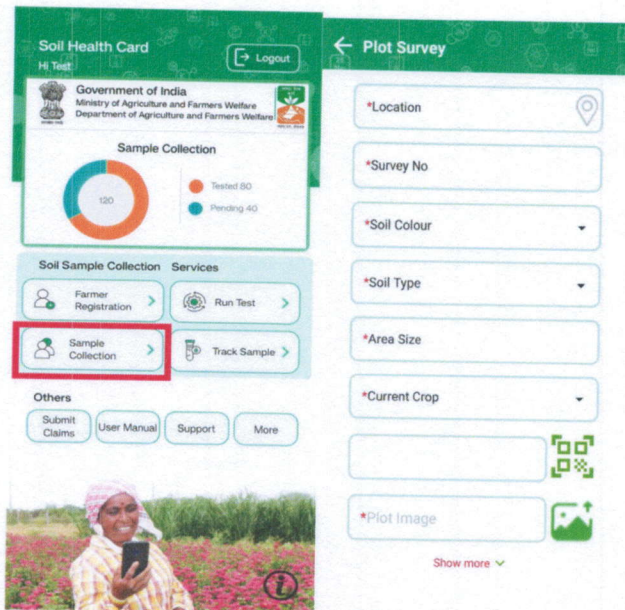 Soil Health Card
Hi Test
Logout
Government of India
Ministry of Agriculture and Farmers Welfare
Department of Agriculture and Farmers Welfare
Sample Collection
120
Tested 80
Pending 40
Soil Sample Collection
Services
Farmer
Registration
Run Test
Sample
Collection
Track Sample
Others
Submit
Claims
User Manual
Support
More
Plot Survey
*Location
*Survey No
*Soil Colour
*Soil Type
*Area Size
*Current Crop
*Plot Image
Show more